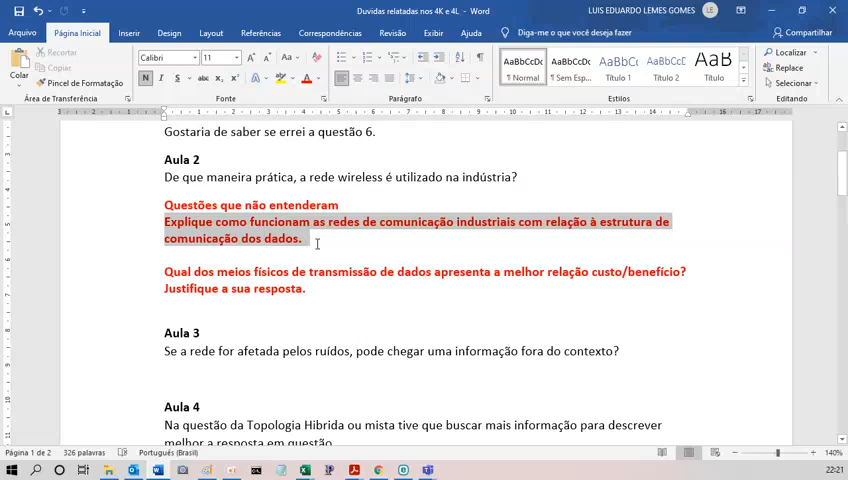 Duvidas relatadas nos 4K e 4L. - Word
LUIS EDUARDO LEMES GOMES
LE
Arquivo
Página Inicial
Inserir
Design
Layout
Referências
Correspondências
Revisão
Exibir
Ajuda
Diga-me o que você deseja fazer
Compartilhar
Colar
Recortar
Copiar
Pincel de Formatação
Área de Transferência
Calibri
11
N I S abc x₂ x²
Fonte
Parágrafo
AaBbCcDc AaBbCcDc AaBbCc AaBbCcC AaB
¶ Normal ¶ Sem Esp... Título 1 Título 2 Título
Estilos
Localizar
Replace
Selecionar
Editando
Gostaria de saber se errei a questão 6.
Aula 2
De que maneira prática, a rede wireless é utilizado na indústria?
Questões que não entenderam
Explique como funcionam as redes de comunicação industriais com relação à estrutura de
comunicação dos dados.
Qual dos meios físicos de transmissão de dados apresenta a melhor relação custo/benefício?
Justifique a sua resposta.
Aula 3
Se a rede for afetada pelos ruídos, pode chegar uma informação fora do contexto?
Aula 4
Na questão da Topologia Hibrida ou mista tive que buscar mais informação para descrever
melhor a resposta em questão
Página 1 de 2
326 palavras
Português (Brasil)
140%
22:21